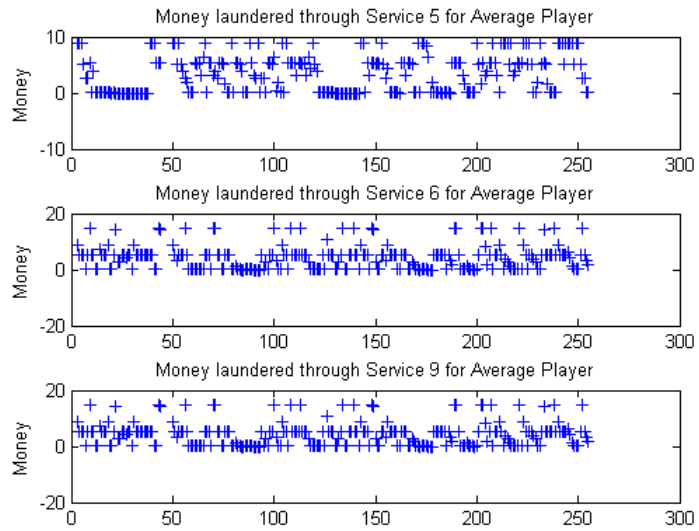 Money laundered through Service 5 for Average Player
10
0
-10
Money
0 50 100 150 200 250 300
Money laundered through Service 6 for Average Player
20
0
-20
Money
0 50 100 150 200 250 300
Money laundered through Service 9 for Average Player
20
0
-20
Money
0 50 100 150 200 250 300